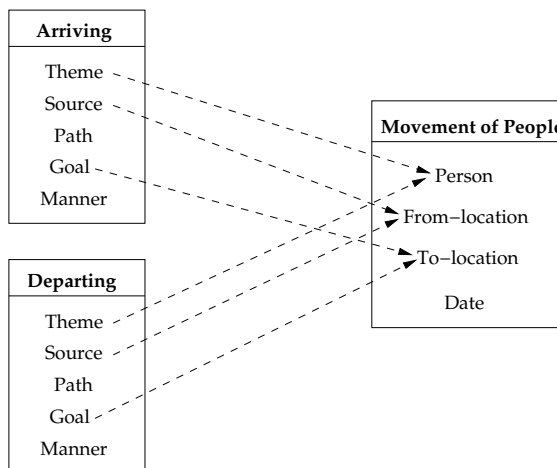 Arriving
Theme
Source
Path
Goal
Manner
Departing
Theme
Source
Path
Goal
Manner
Movement of People
Person
From−location
To−location
Date